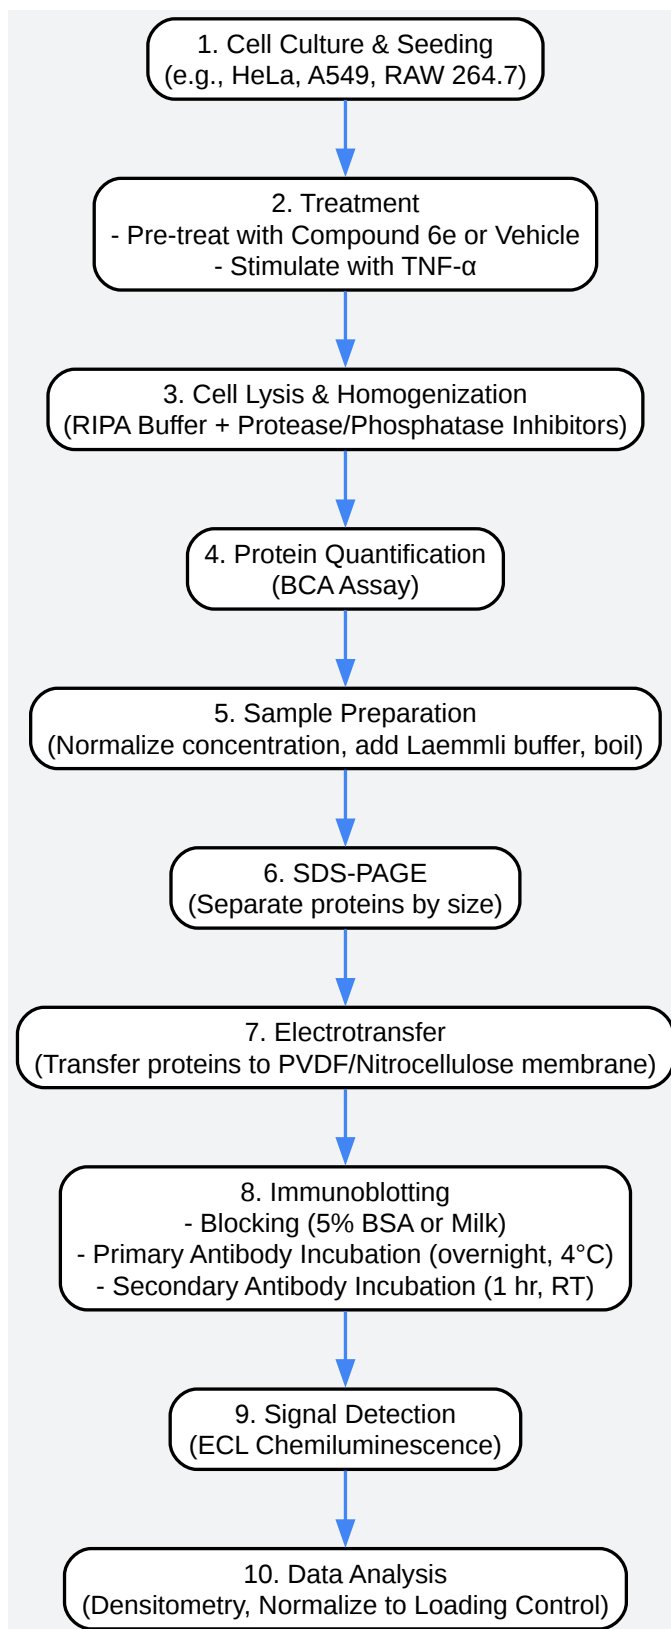 1. Cell Culture & Seeding
(e.g., HeLa, A549, RAW 264.7)
2. Treatment
- Pre-treat with Compound 6e or Vehicle
- Stimulate with TNF-α
3. Cell Lysis & Homogenization
(RIPA Buffer + Protease/Phosphatase Inhibitors)
4. Protein Quantification
(BCA Assay)
5. Sample Preparation
(Normalize concentration, add Laemmli buffer, boil)
6. SDS-PAGE
(Separate proteins by size)
7. Electrotransfer
(Transfer proteins to PVDF/Nitrocellulose membrane)
8. Immunoblotting
- Blocking (5% BSA or Milk)
- Primary Antibody Incubation (overnight, 4°C)
- Secondary Antibody Incubation (1 hr, RT)
9. Signal Detection
(ECL Chemiluminescence)
10. Data Analysis
(Densitometry, Normalize to Loading Control)